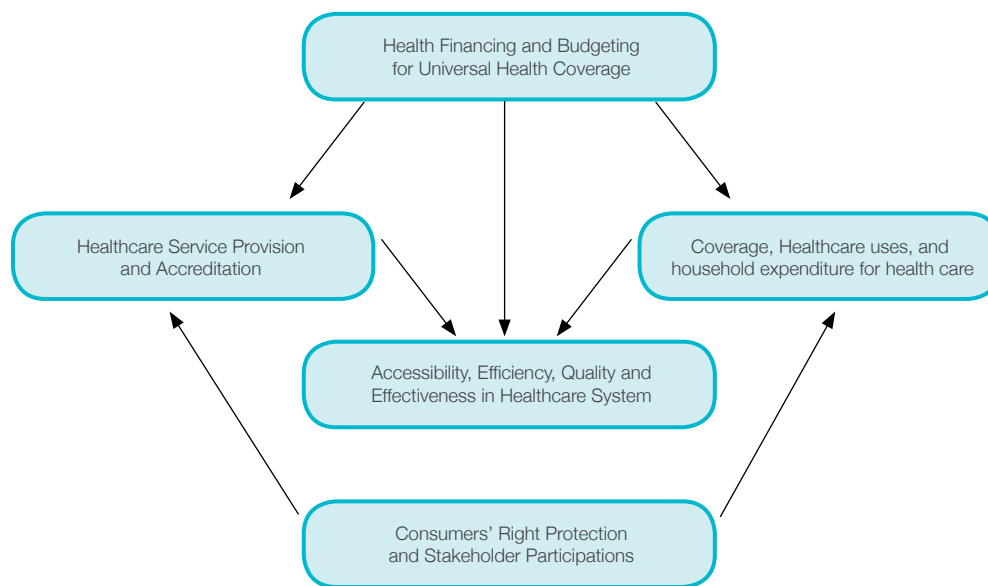 Health Financing and Budgeting
for Universal Health Coverage
Healthcare Service Provision
and Accreditation
Coverage, Healthcare uses, and
household expenditure for health care
Accessibility, Efficiency, Quality and
Effectiveness in Healthcare System
Consumers’ Right Protection
and Stakeholder Participations